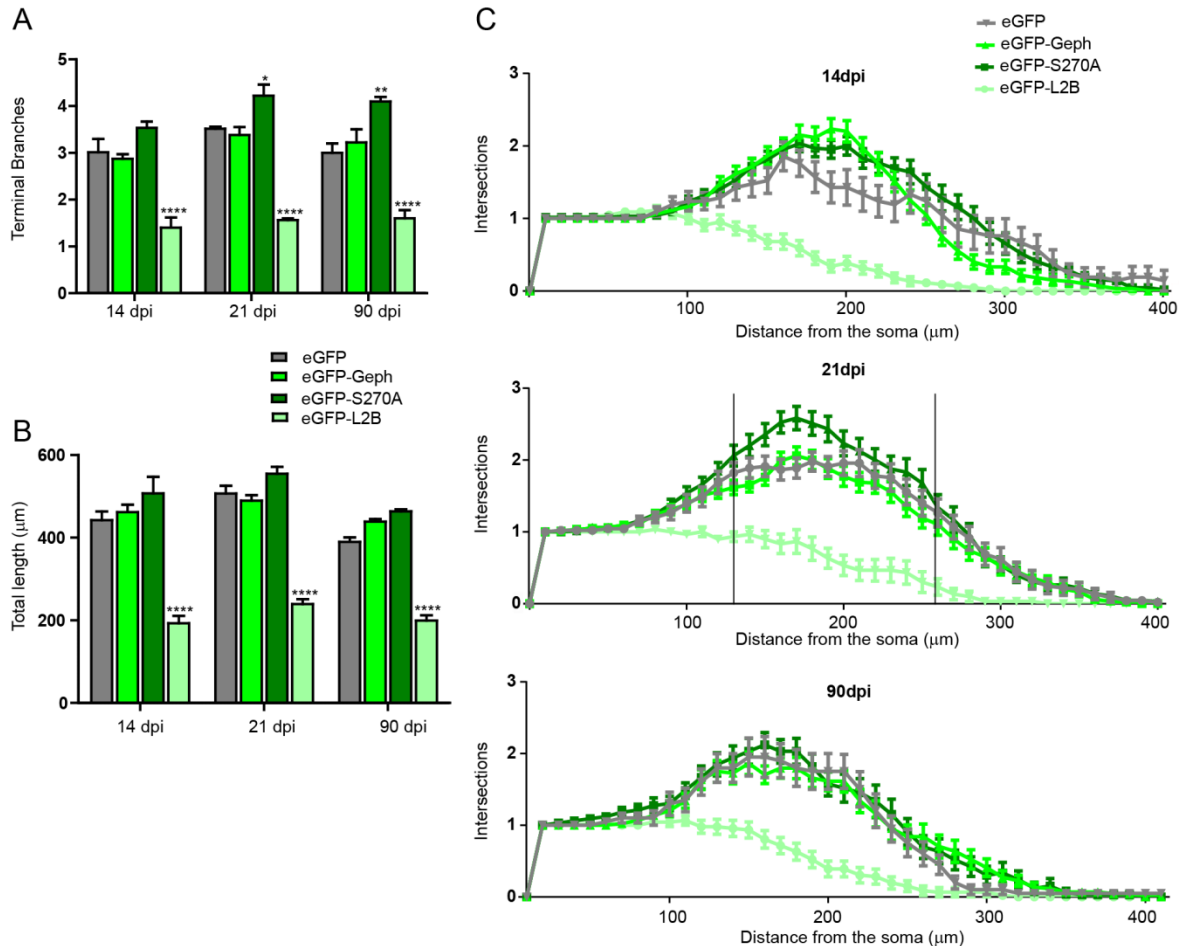 A
Terminal Branches
5
4
3
2
1
0
*
**
****
****
****
14 dpi
21 dpi
90 dpi
eGFP
eGFP-Geph
eGFP-S270A
eGFP-L2B
B
Total length (μm)
600
400
200
0
****
****
****
14 dpi
21 dpi
90 dpi
C
eGFP
eGFP-Geph
eGFP-S270A
eGFP-L2B
14dpi
Intersections
3
2
1
0
100
200
300
400
Distance from the soma (μm)
21dpi
Intersections
3
2
1
0
100
200
300
400
Distance from the soma (μm)
90dpi
Intersections
3
2
1
0
100
200
300
400
Distance from the soma (μm)